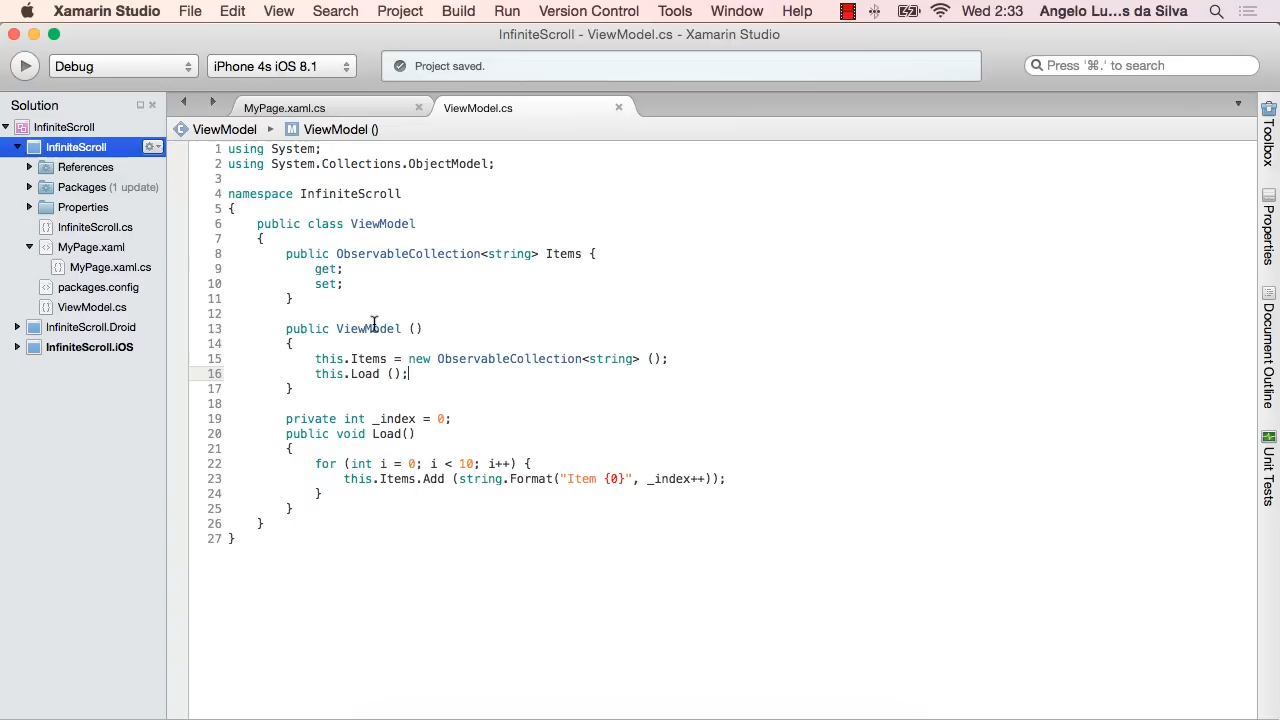 Xamarin Studio File Edit View Search Project Build Run Version Control Tools Window Help Wed 2:33 Angelo Lu…s da Silva
InfiniteScroll - ViewModel.cs - Xamarin Studio
Debug iPhone 4s iOS 8.1 Project saved. Press '⌘.' to search
Solution
InfiniteScroll
InfiniteScroll
References
Packages (1 update)
Properties
InfiniteScroll.cs
MyPage.xaml
MyPage.xaml.cs
packages.config
ViewModel.cs
InfiniteScroll.Droid
InfiniteScroll.iOS
MyPage.xaml.cs ViewModel.cs
C ViewModel M ViewModel ()
1 using System;
2 using System.Collections.ObjectModel;
3
4 namespace InfiniteScroll
5 {
6 public class ViewModel
7 {
8 public ObservableCollection<string> Items {
9 get;
10 set;
11 }
12
13 public ViewModel ()
14 {
15 this.Items = new ObservableCollection<string> ();
16 this.Load ();
17 }
18
19 private int _index = 0;
20 public void Load()
21 {
22 for (int i = 0; i < 10; i++) {
23 this.Items.Add (string.Format("Item {0}", _index++));
24 }
25 }
26 }
27 }
Toolbox
Properties
Document Outline
Unit Tests